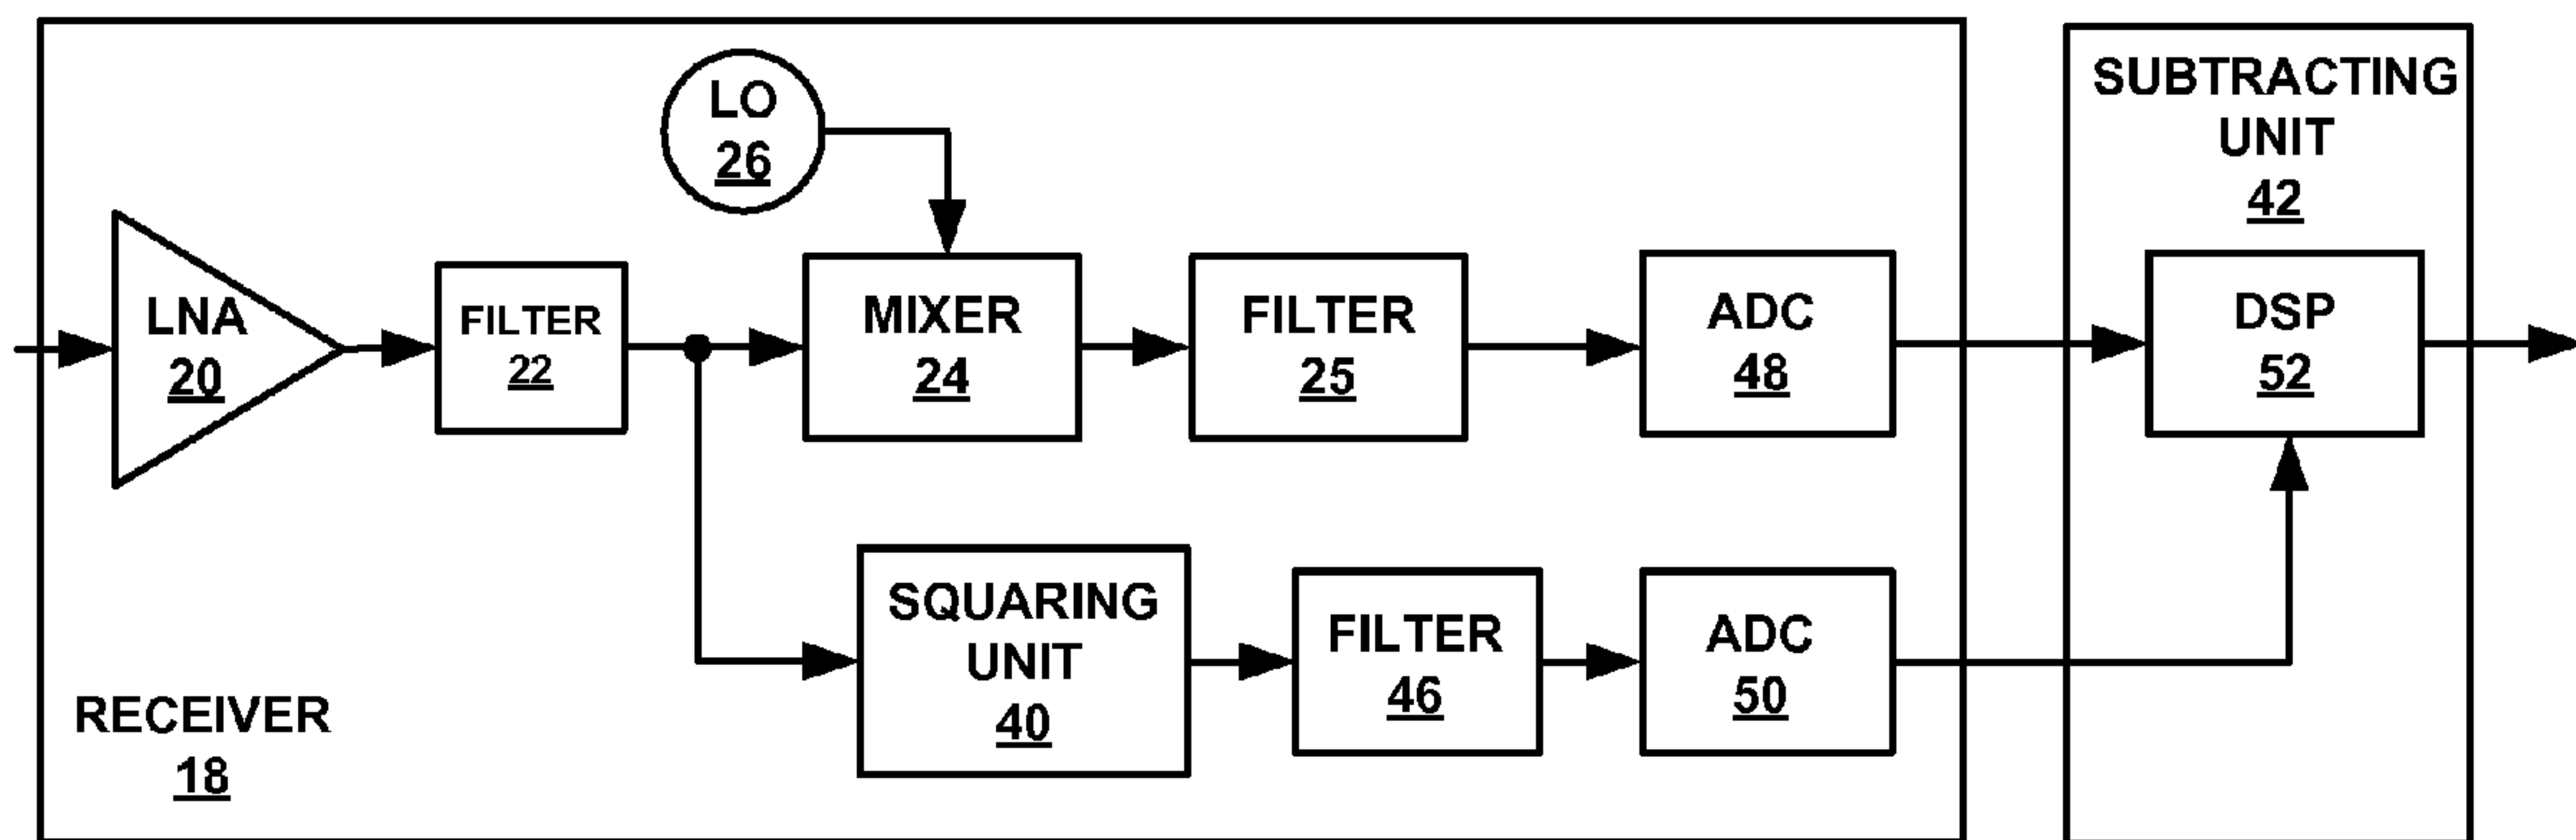 LO
26
SUBTRACTING
UNIT
42
LNA
20
FILTER
22
MIXER
24
FILTER
25
ADC
48
DSP
52
SQUARING
UNIT
40
FILTER
46
ADC
50
RECEIVER
18